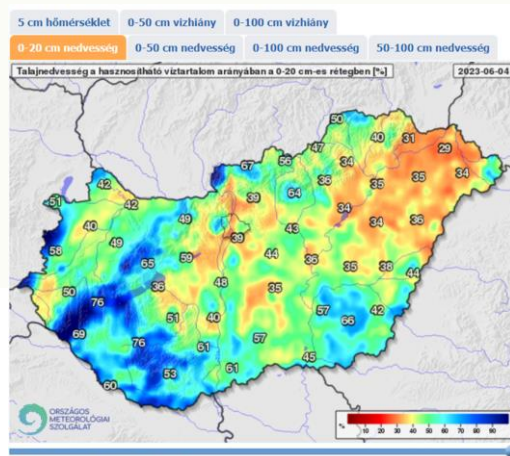 5 cm hőmérséklet 0-50 cm vízhiány 0-100 cm vízhiány
0-20 cm nedvesség 0-50 cm nedvesség 0-100 cm nedvesség 50-100 cm nedvesség
Talajnedvesség a hasznosítható víztartalom arányában a 0-20 cm-es rétegben [%] 2023-06-04
50
40 31
29
47
56 34
67 36 35 35 34
42
51 42 39 64
49 34 34 36
40 43
58 49 39
65 59 44 36 35 38 44
50 36 48 35
76
51 40 57 66 42
69
76 61 57
53 61 45
60
ORSZÁGOS
METEOROLÓGIAI
SZOLGÁLAT
% 10 20 30 40 50 60 70 80 90